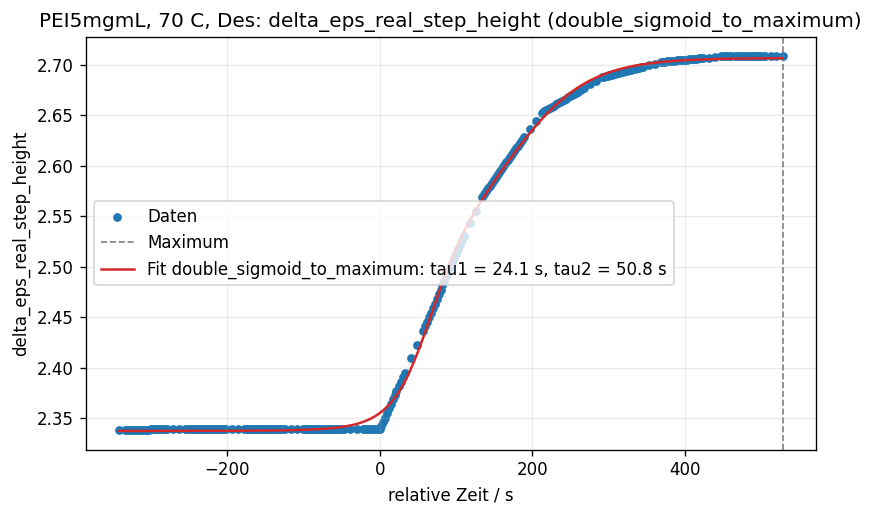 PEI5mgmL, 70 C, Des: delta_eps_real_step_height (double_sigmoid_to_maximum)
delta_eps_real_step_height
2.70
2.65
2.60
2.55
2.50
2.45
2.40
2.35
Daten
Maximum
Fit double_sigmoid_to_maximum: tau1 = 24.1 s, tau2 = 50.8 s
−200
0
200
400
relative Zeit / s